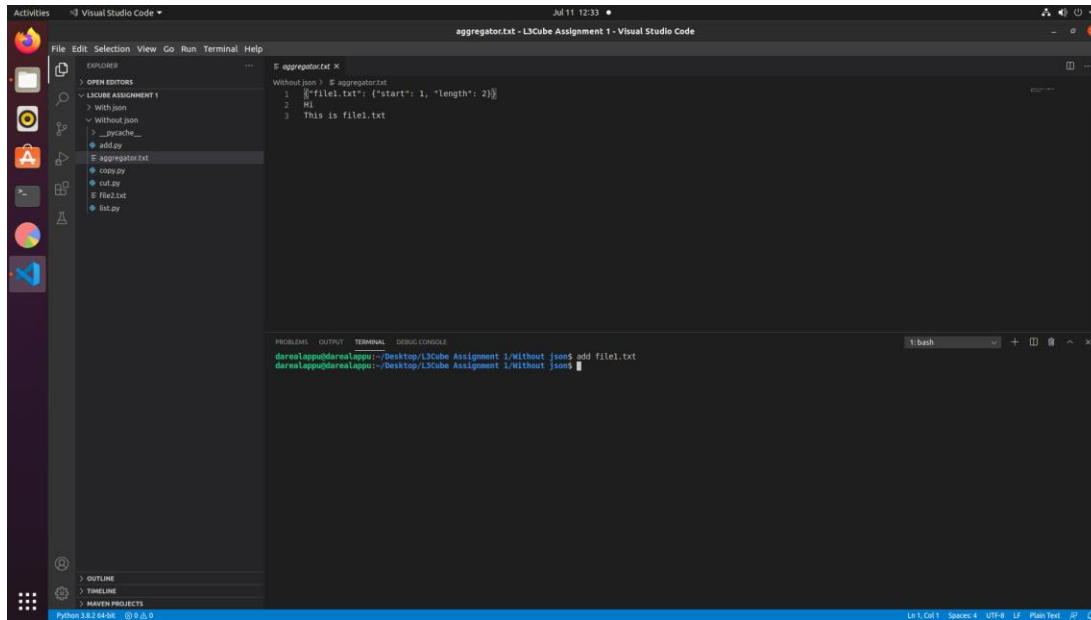 Activities Visual Studio Code Jul 11 12:33
aggregator.txt - L3Cube Assignment 1 - Visual Studio Code
File Edit Selection View Go Run Terminal Help
EXPLORER
OPEN EDITORS
L3CUBE ASSIGNMENT 1
With json
Without json
__pycache__
add.py
aggregator.txt
copy.py
cut.py
file2.txt
list.py
OUTLINE
TIMELINE
MAVEN PROJECTS
aggregator.txt
Without json > aggregator.txt
1 {"file1.txt": {"start": 1, "length": 2}}
2 Hi
3 This is file1.txt
PROBLEMS OUTPUT TERMINAL DEBUG CONSOLE 1: bash
darealappu@darealappu:~/Desktop/L3Cube Assignment 1/Without json$ add file1.txt
darealappu@darealappu:~/Desktop/L3Cube Assignment 1/Without json$
Python 3.8.2 64-bit 0 0 Ln 1, Col 1 Spaces: 4 UTF-8 LF Plain Text